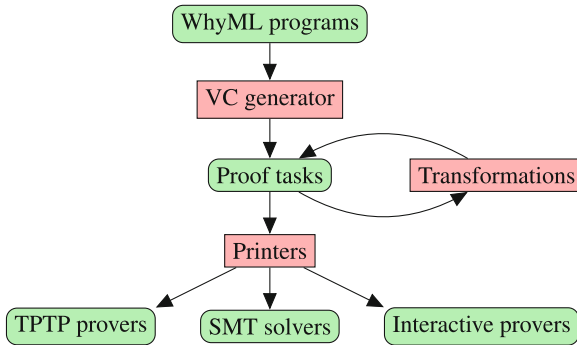 WhyML programs
VC generator
Proof tasks
Transformations
Printers
TPTP provers
SMT solvers
Interactive provers